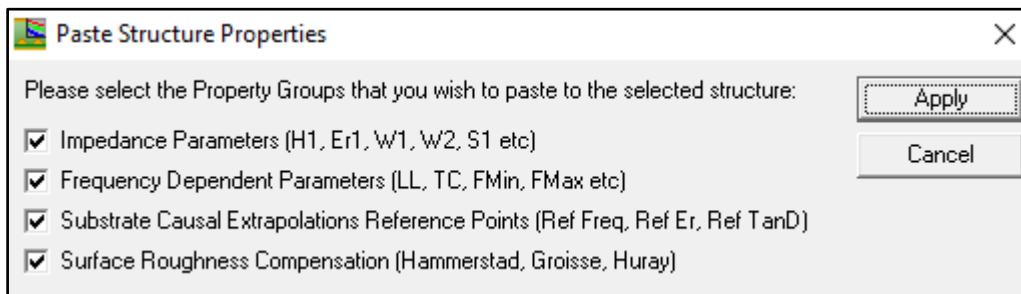 Paste Structure Properties
Please select the Property Groups that you wish to paste to the selected structure:
Apply
Impedance Parameters (H1, Er1, W1, W2, S1 etc)
Cancel
Frequency Dependent Parameters (LL, TC, FMin, FMax etc)
Substrate Causal Extrapolations Reference Points (Ref Freq, Ref Er, Ref TanD)
Surface Roughness Compensation (Hammerstad, Groisse, Huray)